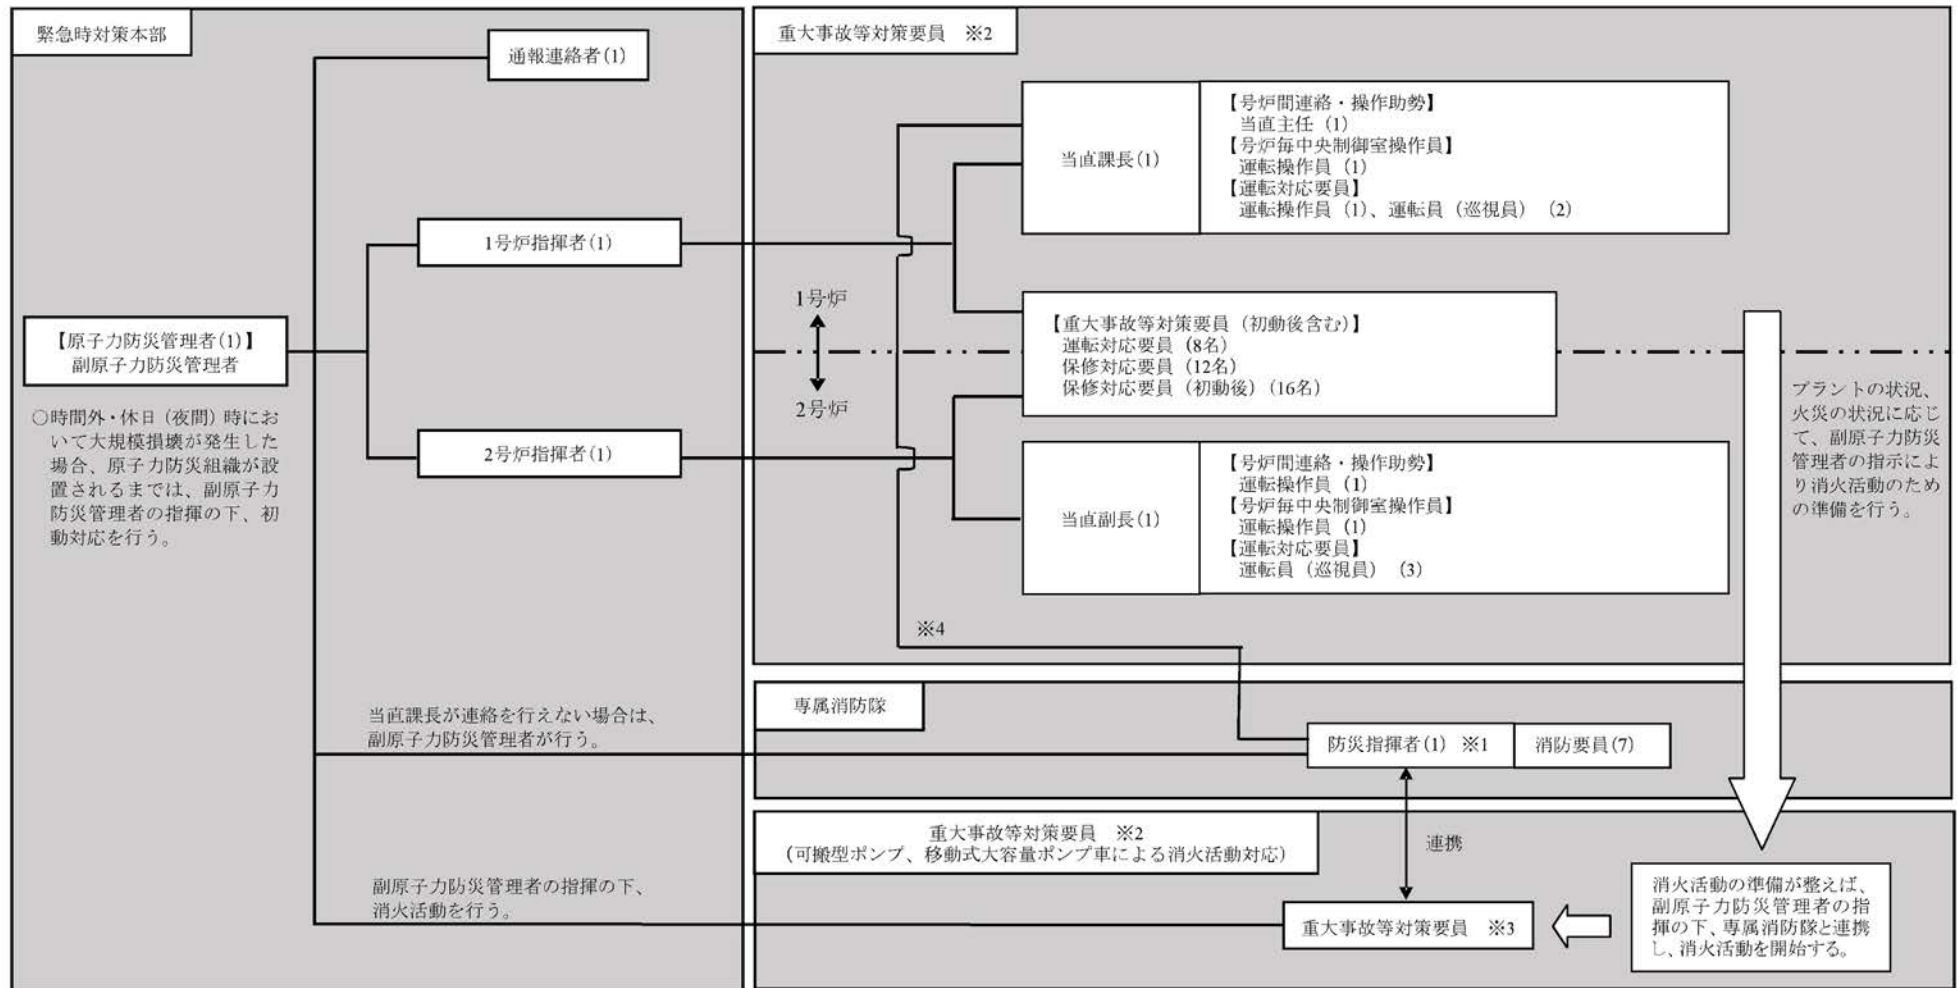 緊急時対策本部
通報連絡者(1)
1号炉指揮者(1)
【原子力防災管理者(1)】
副原子力防災管理者
○時間外・休日（夜間）時にお
いて大規模損壊が発生した
場合、原子力防災組織が設
置されるまでは、副原子力
防災管理者の指揮の下、初
動対応を行う。
2号炉指揮者(1)
当直課長が連絡を行えない場合は、
副原子力防災管理者が行う。
副原子力防災管理者の指揮の下、
消火活動を行う。
重大事故等対策要員　※2
当直課長(1)
【号炉間連絡・操作助勢】
当直主任（1）
【号炉毎中央制御室操作員】
運転操作員（1）
【運転対応要員】
運転操作員（1）、運転員（巡視員）（2）
1号炉
2号炉
【重大事故等対策要員（初動後含む）】
運転対応要員（8名）
保修対応要員（12名）
保修対応要員（初動後）（16名）
当直副長(1)
【号炉間連絡・操作助勢】
運転操作員（1）
【号炉毎中央制御室操作員】
運転操作員（1）
【運転対応要員】
運転員（巡視員）（3）
プラントの状況、
火災の状況に応じ
て、副原子力防災
管理者の指示によ
り消火活動のため
の準備を行う。
※4
専属消防隊
防災指揮者(1)　※1
消防要員(7)
重大事故等対策要員　※2
（可搬型ポンプ、移動式大容量ポンプ車による消火活動対応）
連携
重大事故等対策要員　※3
消火活動の準備が整えば、
副原子力防災管理者の指
揮の下、専属消防隊と連携
し、消火活動を開始する。